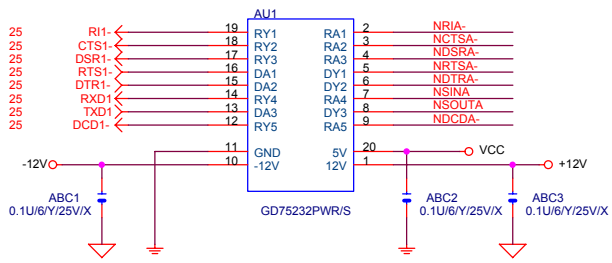 AU1
25 RI1- 19 RY1 RA1 2 NRIA-
25 CTS1- 18 RY2 RA2 3 NCTSA-
25 DSR1- 17 RY3 RA3 4 NDSRA-
25 RTS1- 16 DA1 DY1 5 NRTSA-
25 DTR1- 15 DA2 DY2 6 NDTRA-
25 RXD1 14 RY4 RA4 7 NSINA
25 TXD1 13 DA3 DY3 8 NSOUTA
25 DCD1- 12 RY5 RA5 9 NDCDA-
11 GND 5V 20 VCC
-12V 10 -12V 12V 1 +12V
ABC1 ABC2 ABC3
0.1U/6/Y/25V/X GD75232PWR/S 0.1U/6/Y/25V/X 0.1U/6/Y/25V/X